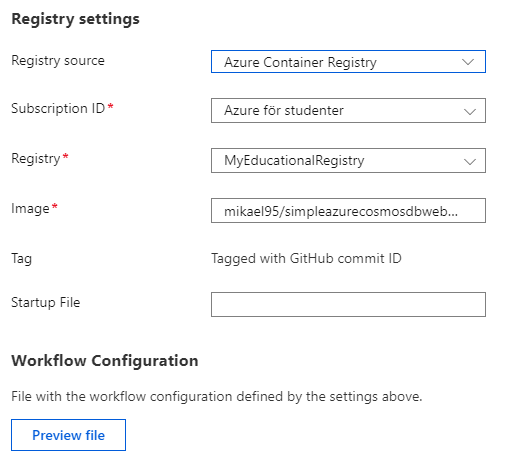 Registry settings
Registry source
Azure Container Registry
Subscription ID*
Azure för studenter
Registry*
MyEducationalRegistry
Image*
mikael95/simpleazurecosmosdbweb...
Tag
Tagged with GitHub commit ID
Startup File
Workflow Configuration
File with the workflow configuration defined by the settings above.
Preview file